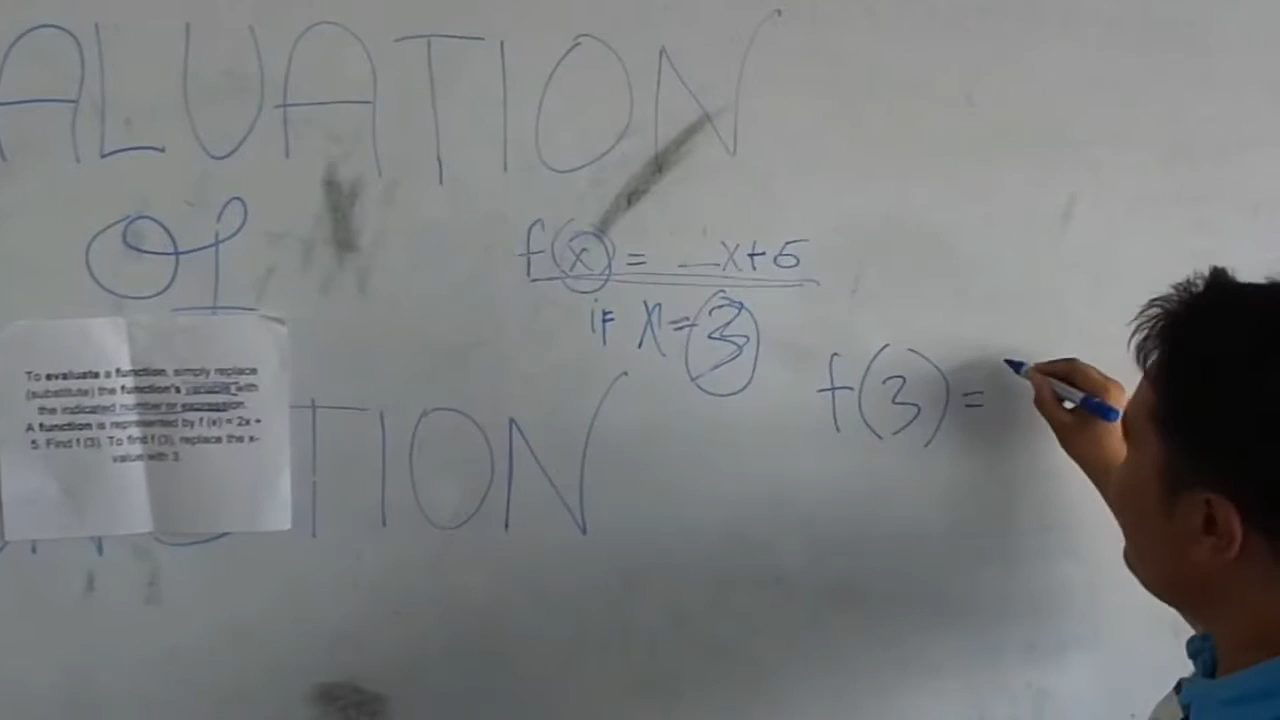 ALUATION
Of
TION
To evaluate a function, simply replace
(substitute) the function's variable with
the indicated number or expression.
A function is represented by f (x) = 2x +
5. Find f (3). To find f (3), replace the x-
value with 3
f(x) = _x+5
if x=3
f(3) =